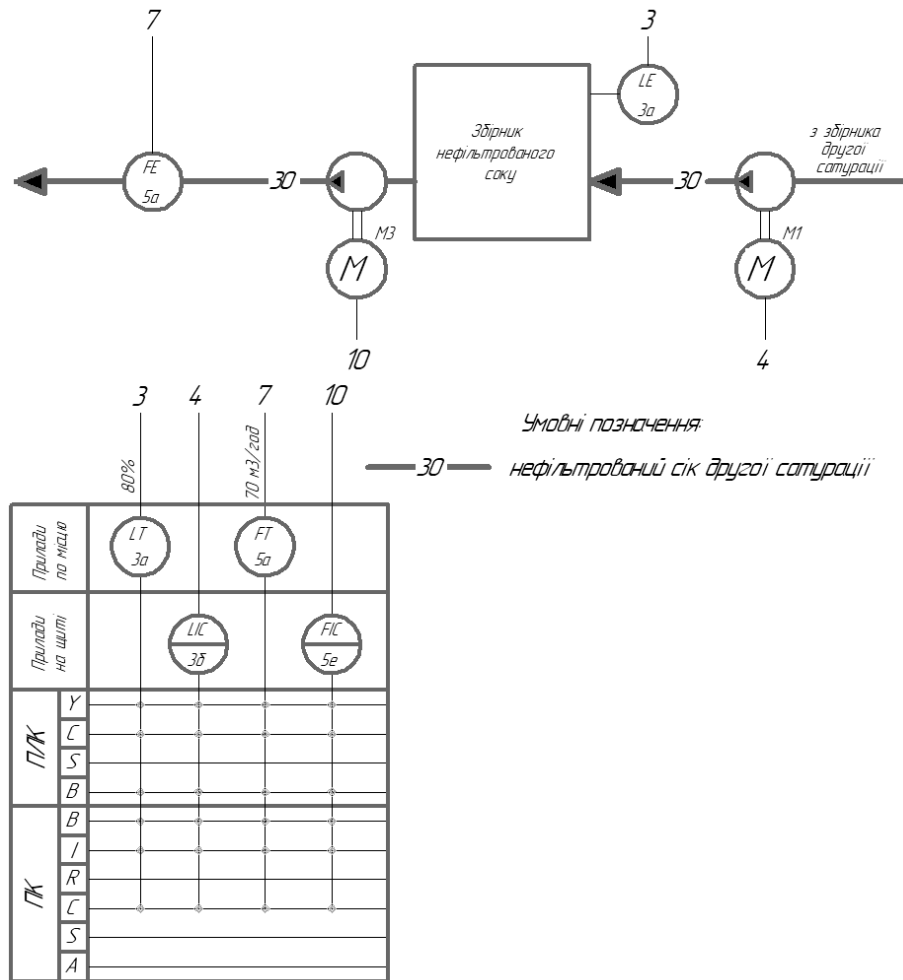 7
3
FE
5а
30
М3
М
10
Збірник
нефільтрованого
соку
LE
3а
30
з збірника
другої
сатурації
М1
М
4
3
4
7
10
80%
70 м3/год
Умовні позначення:
30
нефільтрований сік другої сатурації
Прилади
по місцю
LT
3а
FT
5а
Прилади
на щиті
LIC
3б
FIC
5е
ПЛК
Y
C
S
B
ПК
B
I
R
C
S
A